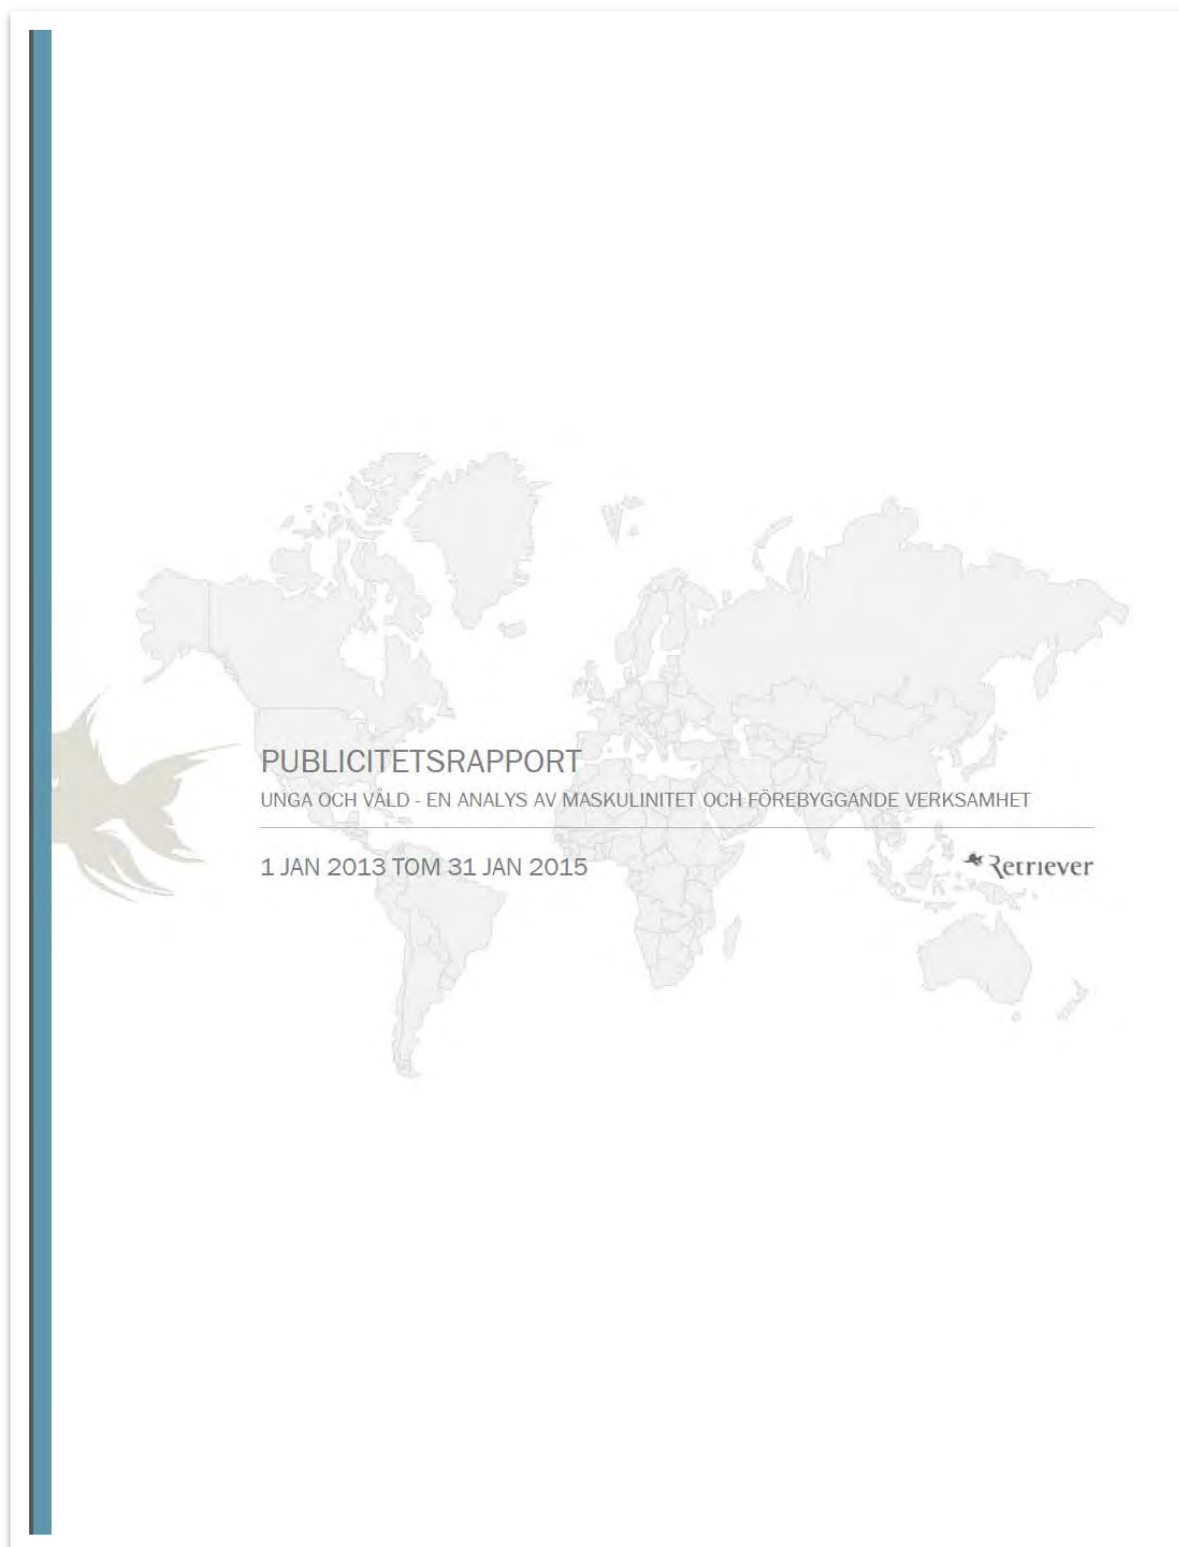 PUBLICITETSRAPPORT
UNGA OCH VÅLD - EN ANALYS AV MASKULINITET OCH FÖREBYGGANDE VERKSAMHET
1 JAN 2013 TOM 31 JAN 2015
Retriever